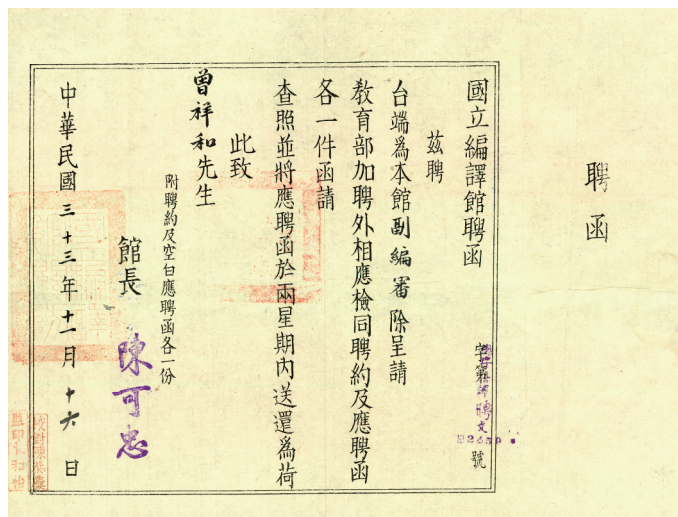 聘函
國立編譯館聘函
字第 聘文 22439 號
茲聘
台端爲本館副編審除呈請
教育部加聘外相應檢同聘約及應聘函
各一件函請
查照並將應聘函於兩星期內送還爲荷
此致
曾祥和先生
附聘約及空白應聘函各一份
館長 陳可忠
中華民國三十三年十一月十六日